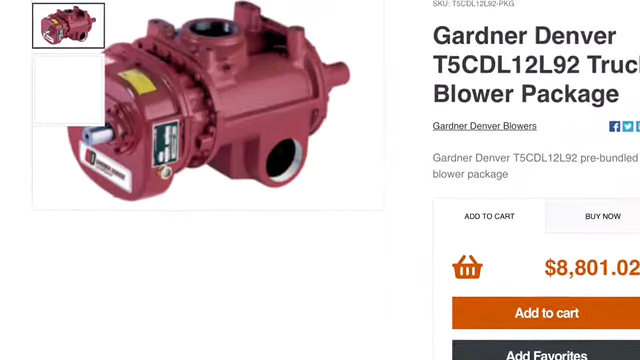 SKU: T5CDL12L92-PKG
Gardner Denver
T5CDL12L92 Truck
Blower Package
Gardner Denver Blowers
Gardner Denver T5CDL12L92 pre-bundled
blower package
ADD TO CART
BUY NOW
$8,801.02
Add to cart
Add Favorites